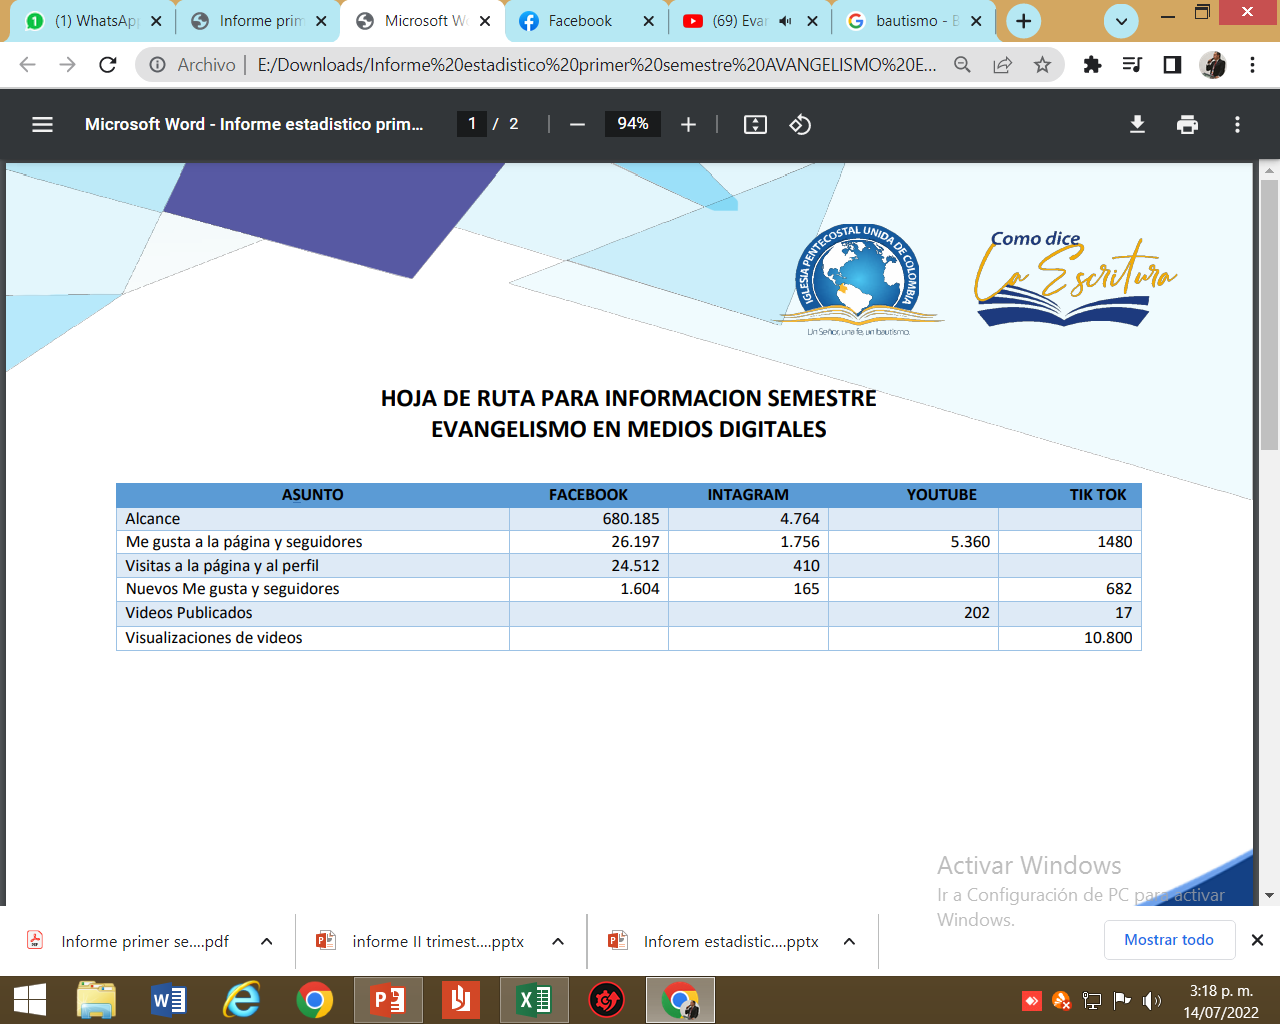 (1) WhatsAp
Informe prim
Microsoft Wo
Facebook
(69) Evar
bautismo - B
Archivo
E:/Downloads/Informe%20estadistico%20primer%20semestre%20AVANGELISMO%20E...
Microsoft Word - Informe estadistico prim...
1 / 2
94%
IGLESIA PENTECOSTAL UNIDA DE COLOMBIA
Un Señor, una fe, un bautismo.
Como dice
La Escritura
HOJA DE RUTA PARA INFORMACION SEMESTRE
EVANGELISMO EN MEDIOS DIGITALES
ASUNTO FACEBOOK INTAGRAM YOUTUBE TIK TOK
Alcance 680.185 4.764
Me gusta a la página y seguidores 26.197 1.756 5.360 1480
Visitas a la página y al perfil 24.512 410
Nuevos Me gusta y seguidores 1.604 165 682
Videos Publicados 202 17
Visualizaciones de videos 10.800
Activar Windows
Ir a Configuración de PC para activar
Windows.
Informe primer se....pdf
informe II trimest....pptx
Inforem estadistic....pptx
Mostrar todo
3:18 p. m.
14/07/2022